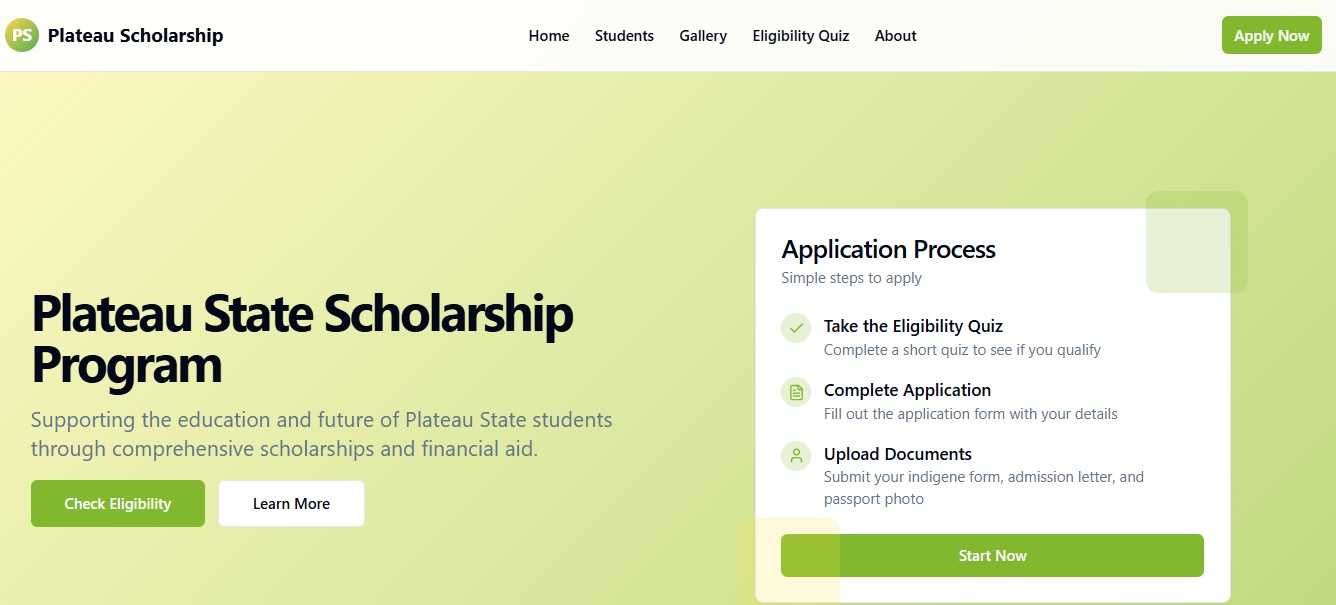 PS
Plateau Scholarship
Home
Students
Gallery
Eligibility Quiz
About
Apply Now
Plateau State Scholarship
Program
Supporting the education and future of Plateau State students
through comprehensive scholarships and financial aid.
Check Eligibility
Learn More
Application Process
Simple steps to apply
Take the Eligibility Quiz
Complete a short quiz to see if you qualify
Complete Application
Fill out the application form with your details
Upload Documents
Submit your indigene form, admission letter, and
passport photo
Start Now